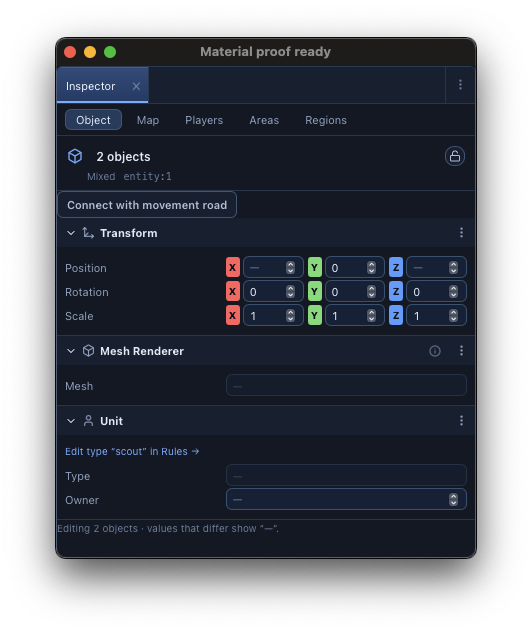 Material proof ready
Inspector
Object Map Players Areas Regions
2 objects
Mixed entity:1
Connect with movement road
Transform
Position X — Y 0 Z —
Rotation X 0 Y 0 Z 0
Scale X 1 Y 1 Z 1
Mesh Renderer
Mesh —
Unit
Edit type “scout” in Rules →
Type —
Owner —
Editing 2 objects · values that differ show “—”.